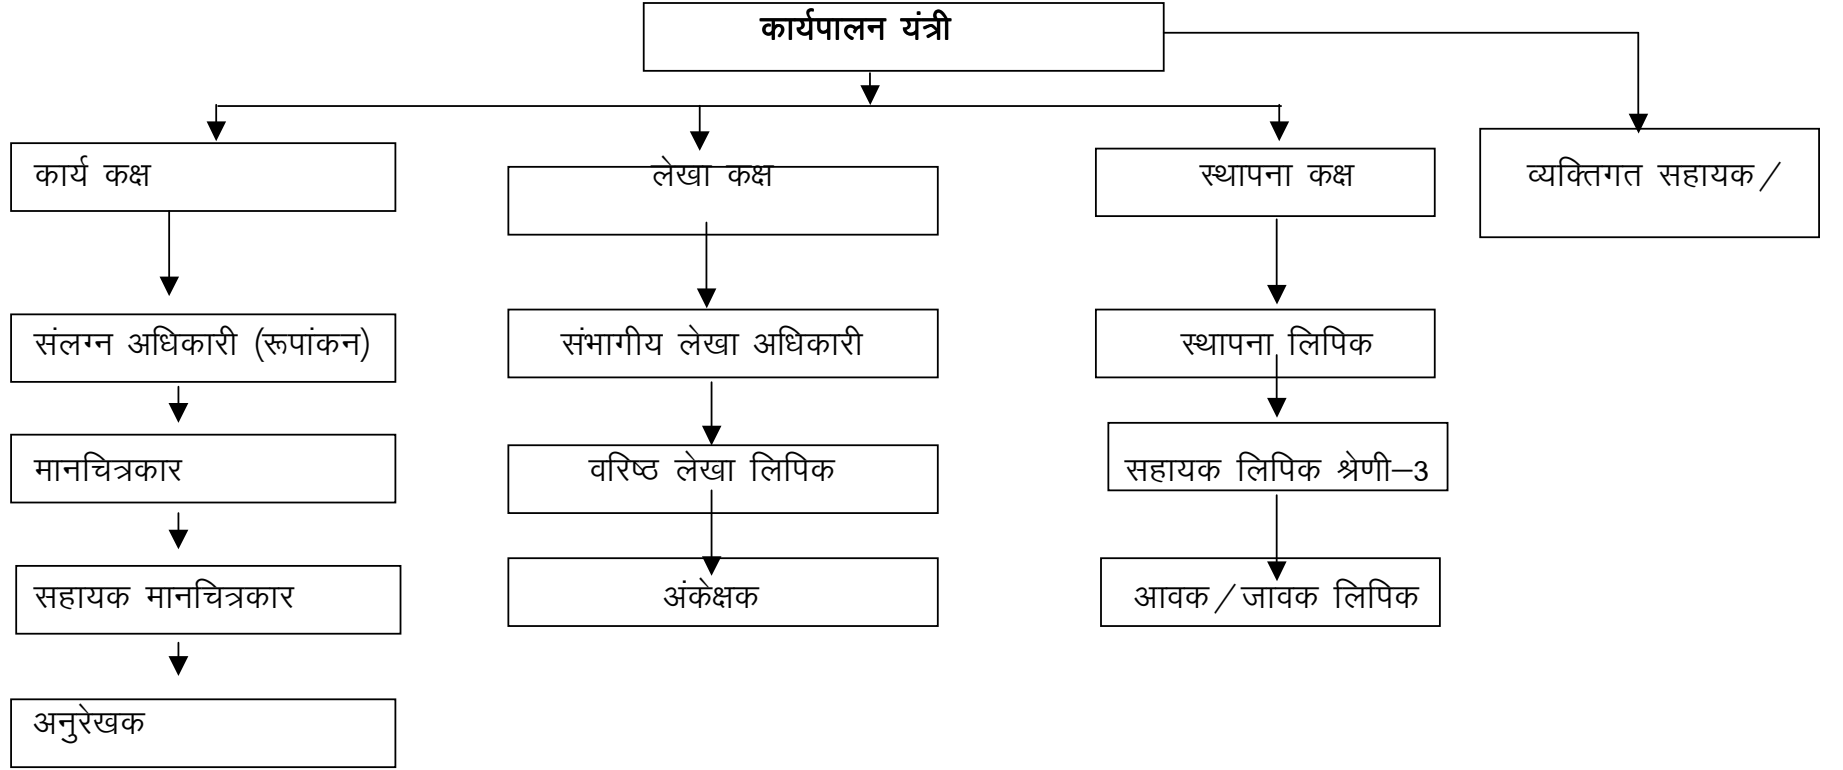 कार्यपालन यंत्री
कार्य कक्ष
लेखा कक्ष
स्थापना कक्ष
व्यक्तिगत सहायक /
संलग्न अधिकारी (रूपांकन)
संभागीय लेखा अधिकारी
स्थापना लिपिक
मानचित्रकार
वरिष्ठ लेखा लिपिक
सहायक लिपिक श्रेणी–3
सहायक मानचित्रकार
अंकेक्षक
आवक / जावक लिपिक
अनुरेखक